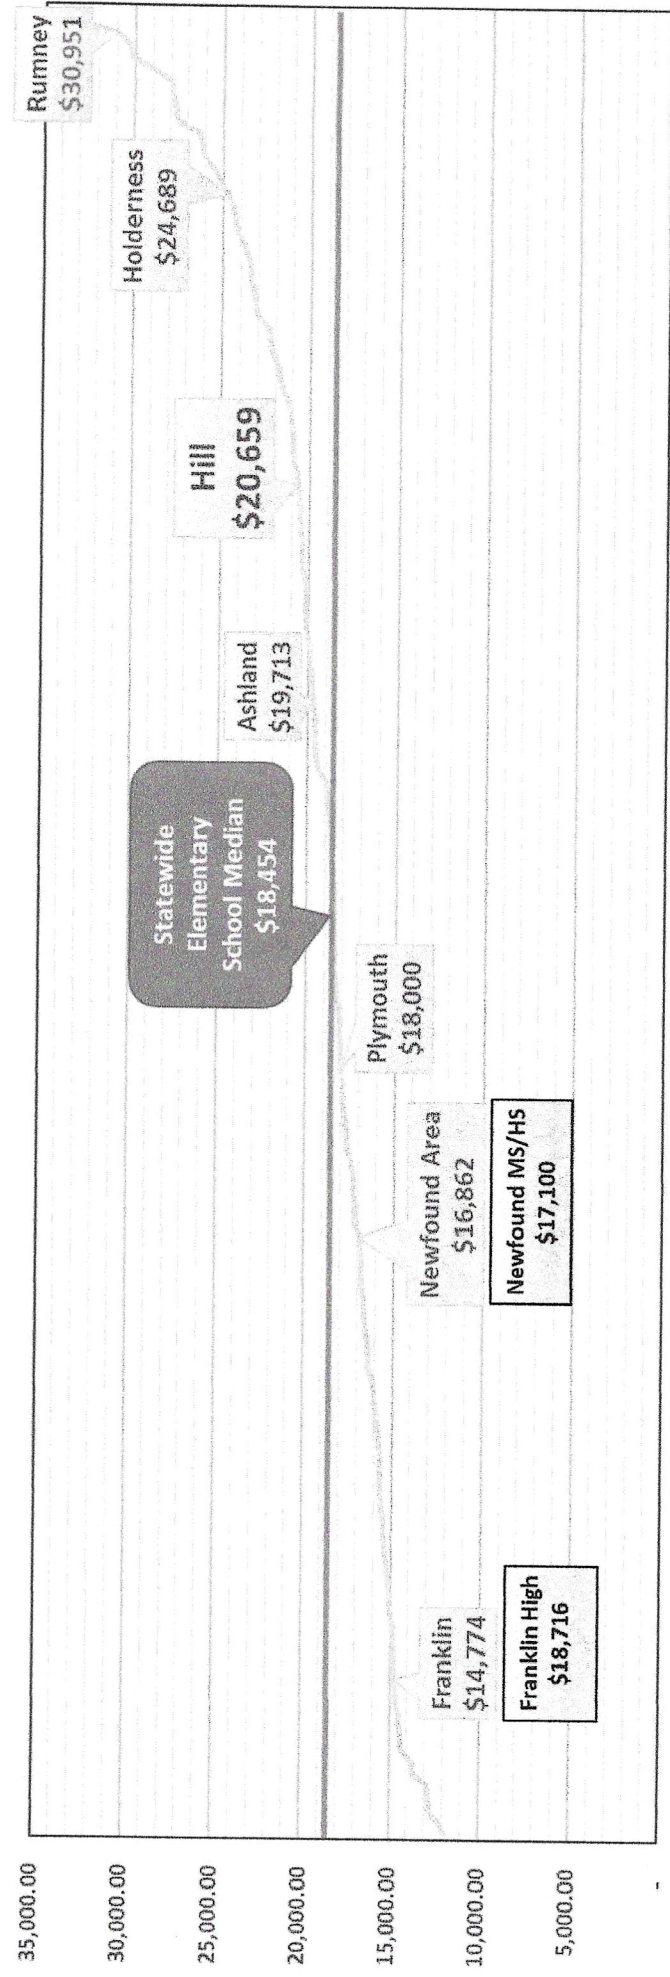 35,000.00
30,000.00
25,000.00
20,000.00
15,000.00
10,000.00
5,000.00
-
Franklin
$14,774
Franklin High
$18,716
Newfound Area
$16,862
Newfound MS/HS
$17,100
Plymouth
$18,000
Statewide
Elementary
School Median
$18,454
Ashland
$19,713
Hill
$20,659
Holderness
$24,689
Rumney
$30,951